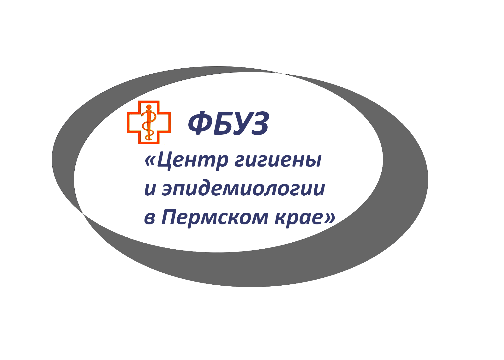 ФБУЗ
«Центр гигиены
и эпидемиологии
в Пермском крае»